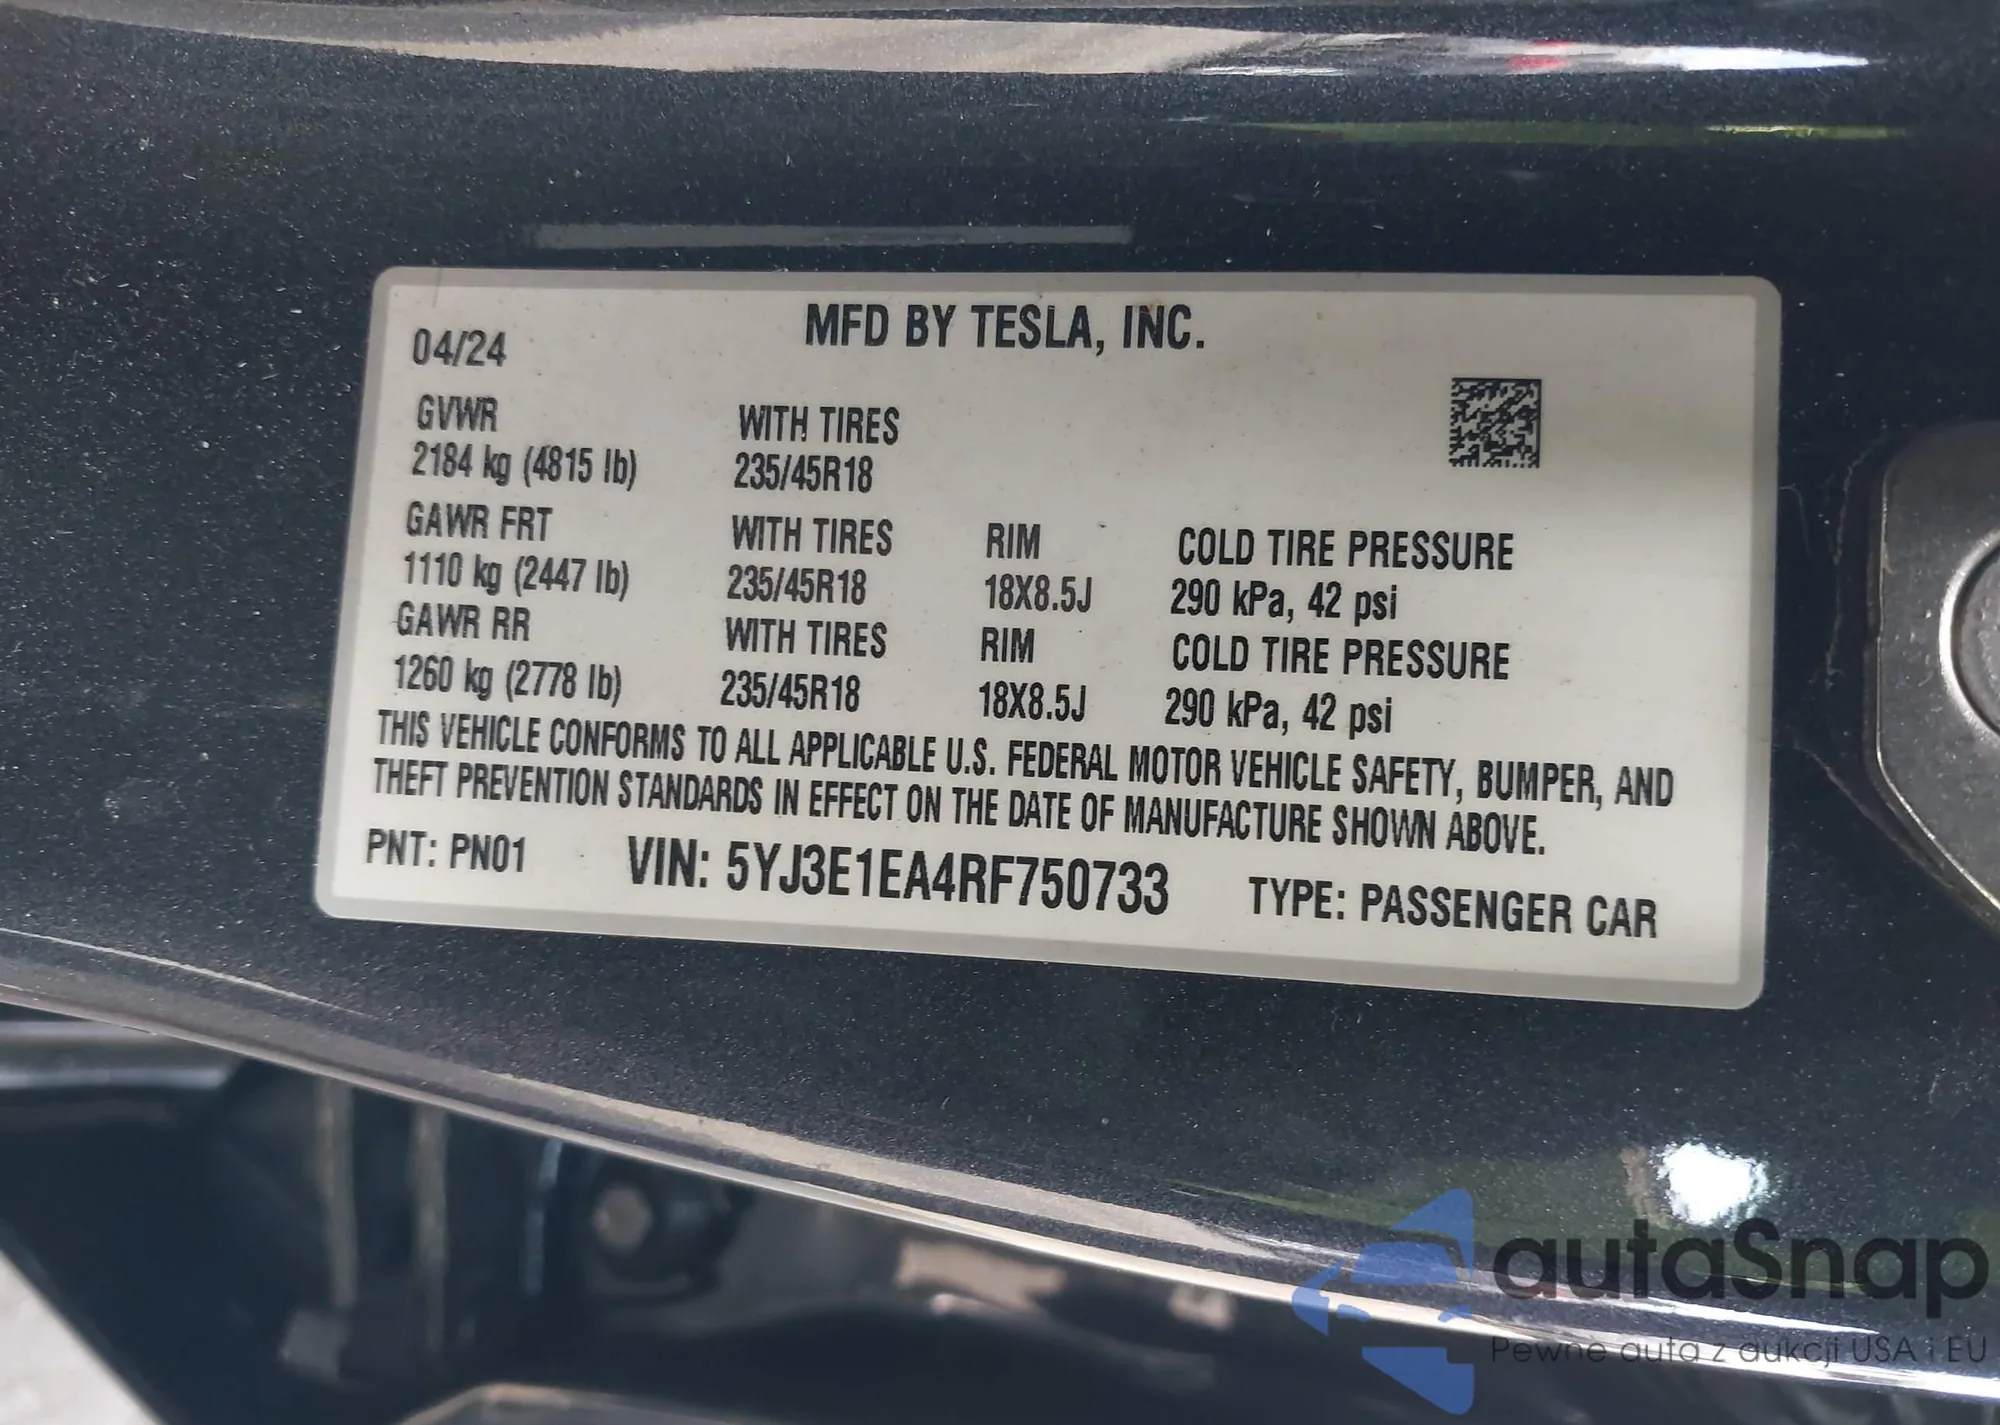 MFD BY TESLA, INC.
04/24
GVWR WITH TIRES
2184 kg (4815 lb) 235/45R18
GAWR FRT WITH TIRES RIM COLD TIRE PRESSURE
1110 kg (2447 lb) 235/45R18 18X8.5J 290 kPa, 42 psi
GAWR RR WITH TIRES RIM COLD TIRE PRESSURE
1260 kg (2778 lb) 235/45R18 18X8.5J 290 kPa, 42 psi
THIS VEHICLE CONFORMS TO ALL APPLICABLE U.S. FEDERAL MOTOR VEHICLE SAFETY, BUMPER, AND
THEFT PREVENTION STANDARDS IN EFFECT ON THE DATE OF MANUFACTURE SHOWN ABOVE.
PNT: PN01 VIN: 5YJ3E1EA4RF750733 TYPE: PASSENGER CAR
autaSnap
Pewne auta z aukcji USA i EU